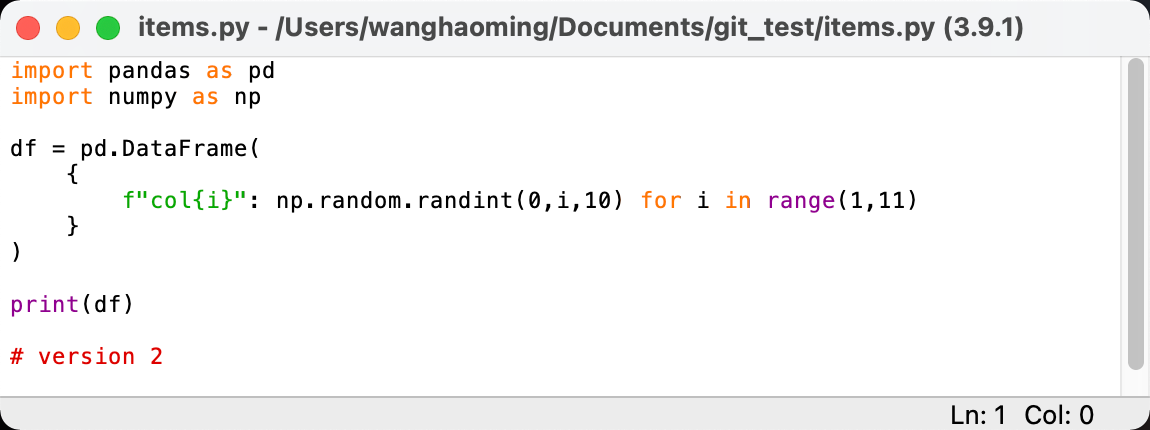 items.py - /Users/wanghaoming/Documents/git_test/items.py (3.9.1)
import pandas as pd
import numpy as np

df = pd.DataFrame(
    {
        f"col{i}": np.random.randint(0,i,10) for i in range(1,11)
    }
)

print(df)

# version 2
Ln: 1 Col: 0